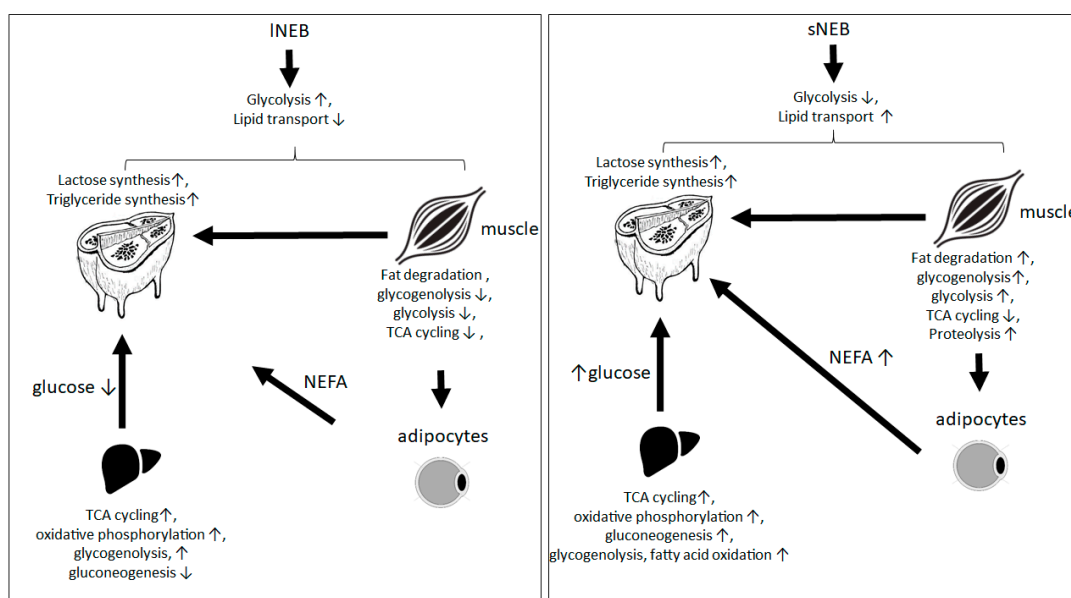 lNEB
Glycolysis ↑,
Lipid transport ↓
Lactose synthesis↑,
Triglyceride synthesis↑
muscle
Fat degradation ,
glycogenolysis ↓,
glycolysis ↓,
TCA cycling ↓ ,
glucose ↓
NEFA
adipocytes
TCA cycling↑,
oxidative phosphorylation ↑,
glycogenolysis, ↑
gluconeogenesis ↓
sNEB
Glycolysis ↓,
Lipid transport ↑
Lactose synthesis↑,
Triglyceride synthesis↑
muscle
Fat degradation ↑,
glycogenolysis↑,
glycolysis ↑,
TCA cycling ↓,
Proteolysis ↑
↑glucose
NEFA ↑
adipocytes
TCA cycling↑,
oxidative phosphorylation ↑,
gluconeogenesis ↑,
glycogenolysis, fatty acid oxidation ↑